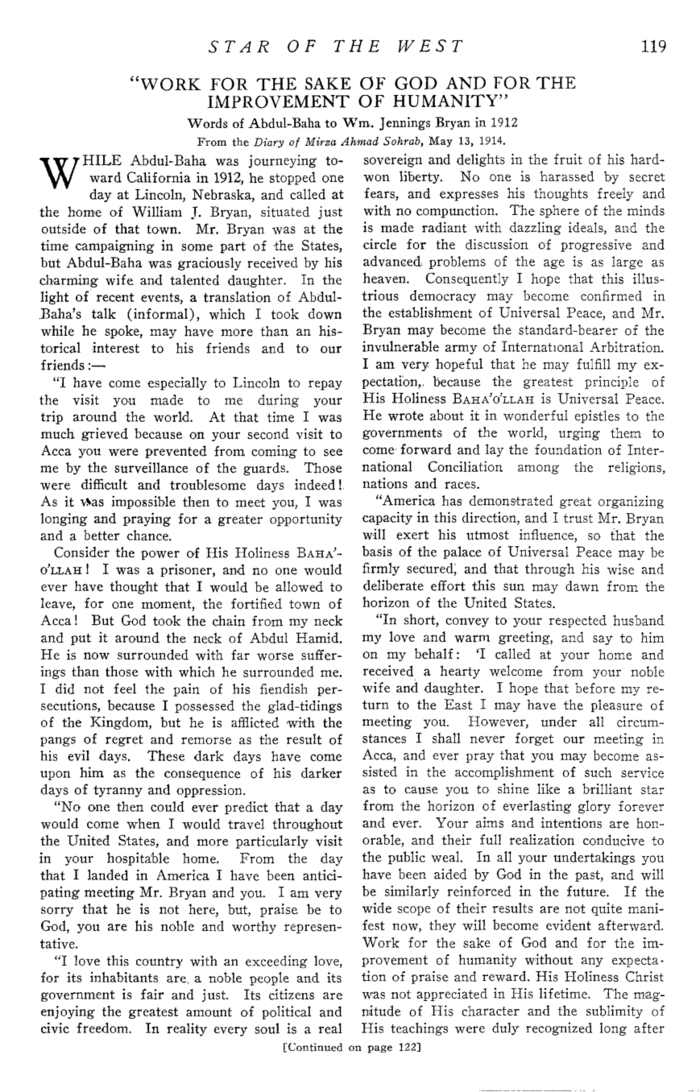 STAR OF THE WEST 119
"WORK FOR THE SAKE OF GOD AND FOR THE
IMPROVEMENT OF HUMANITY"
Words of Abdul-Baha to Wm. Jennings Bryan in 1912
From the Diary of Mirza Ahmad Sohrab, May 13, 1914.
WHILE Abdul-Baha was journeying to-
ward California in 1912, he stopped one
day at Lincoln, Nebraska, and called at
the home of William J. Bryan, situated just
outside of that town. Mr. Bryan was at the
time campaigning in some part of the States,
but Abdul-Baha was graciously received by his
charming wife and talented daughter. In the
light of recent events, a translation of Abdul-
Baha's talk (informal), which I took down
while he spoke, may have more than an his-
torical interest to his friends and to our
friends:—
"I have come especially to Lincoln to repay
the visit you made to me during your
trip around the world. At that time I was
much grieved because on your second visit to
Acca you were prevented from coming to see
me by the surveillance of the guards. Those
were difficult and troublesome days indeed!
As it was impossible then to meet you, I was
longing and praying for a greater opportunity
and a better chance.
Consider the power of His Holiness BAHA'-
O'LLAH! I was a prisoner, and no one would
ever have thought that I would be allowed to
leave, for one moment, the fortified town of
Acca! But God took the chain from my neck
and put it around the neck of Abdul Hamid.
He is now surrounded with far worse suffer-
ings than those with which he surrounded me.
I did not feel the pain of his fiendish per-
secutions, because I possessed the glad-tidings
of the Kingdom, but he is afflicted with the
pangs of regret and remorse as the result of
his evil days. These dark days have come
upon him as the consequence of his darker
days of tyranny and oppression.
"No one then could ever predict that a day
would come when I would travel throughout
the United States, and more particularly visit
in your hospitable home. From the day
that I landed in America I have been antici-
pating meeting Mr. Bryan and you. I am very
sorry that he is not here, but, praise be to
God, you are his noble and worthy represen-
tative.
"I love this country with an exceeding love,
for its inhabitants are a noble people and its
government is fair and just. Its citizens are
enjoying the greatest amount of political and
civic freedom. In reality every soul is a real
sovereign and delights in the fruit of his hard-
won liberty. No one is harassed by secret
fears, and expresses his thoughts freely and
with no compunction. The sphere of the minds
is made radiant with dazzling ideals, and the
circle for the discussion of progressive and
advanced problems of the age is as large as
heaven. Consequently I hope that this illus-
trious democracy may become confirmed in
the establishment of Universal Peace, and Mr.
Bryan may become the standard-bearer of the
invulnerable army of International Arbitration.
I am very hopeful that he may fulfill my ex-
pectation, because the greatest principle of
His Holiness BAHA'O'LLAH is Universal Peace.
He wrote about it in wonderful epistles to the
governments of the world, urging them to
come forward and lay the foundation of Inter-
national Conciliation among the religions,
nations and races.
"America has demonstrated great organizing
capacity in this direction, and I trust Mr. Bryan
will exert his utmost influence, so that the
basis of the palace of Universal Peace may be
firmly secured, and that through his wise and
deliberate effort this sun may dawn from the
horizon of the United States.
"In short, convey to your respected husband
my love and warm greeting, and say to him
on my behalf: 'I called at your home and
received a hearty welcome from your noble
wife and daughter. I hope that before my re-
turn to the East I may have the pleasure of
meeting you. However, under all circum-
stances I shall never forget our meeting in
Acca, and ever pray that you may become as-
sisted in the accomplishment of such service
as to cause you to shine like a brilliant star
from the horizon of everlasting glory forever
and ever. Your aims and intentions are hon-
orable, and their full realization conducive to
the public weal. In all your undertakings you
have been aided by God in the past, and will
be similarly reinforced in the future. If the
wide scope of their results are not quite mani-
fest now, they will become evident afterward.
Work for the sake of God and for the im-
provement of humanity without any expecta-
tion of praise and reward. His Holiness Christ
was not appreciated in His lifetime. The mag-
nitude of His character and the sublimity of
His teachings were duly recognized long after
[Continued on page 122]